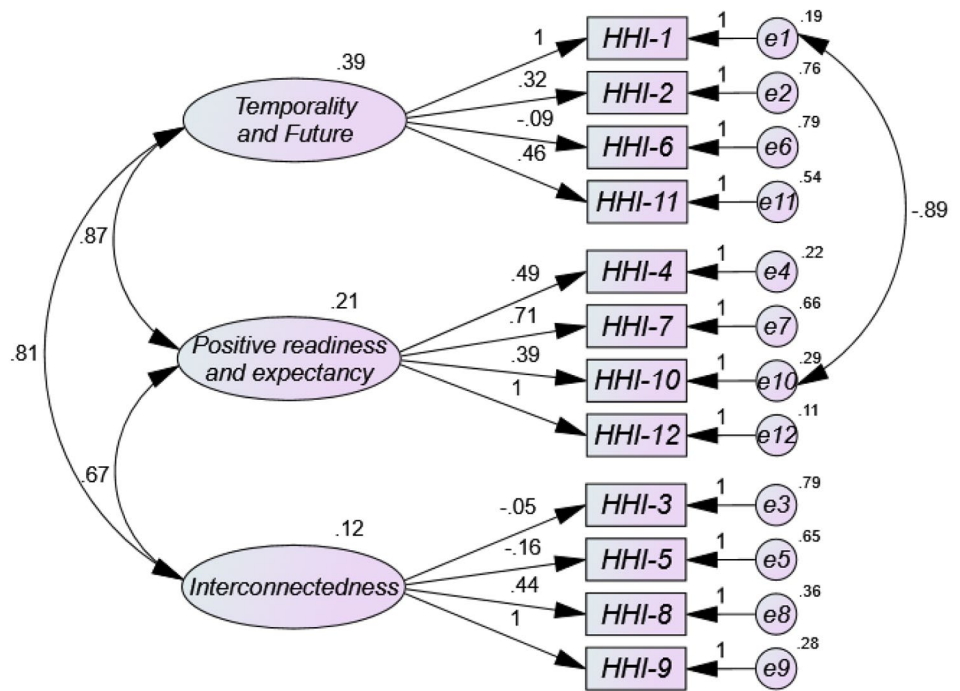 .39
Temporality
and Future
1
.32
-.09
.46
HHI-1
1
e1
.19
HHI-2
1
e2
.76
HHI-6
1
e6
.79
HHI-11
1
e11
.54
-.89
.87
.81
.21
Positive readiness
and expectancy
.49
.71
.39
1
HHI-4
1
e4
.22
HHI-7
1
e7
.66
HHI-10
1
e10
.29
HHI-12
1
e12
.11
.67
.12
Interconnectedness
-.05
-.16
.44
1
HHI-3
1
e3
.79
HHI-5
1
e5
.65
HHI-8
1
e8
.36
HHI-9
1
e9
.28